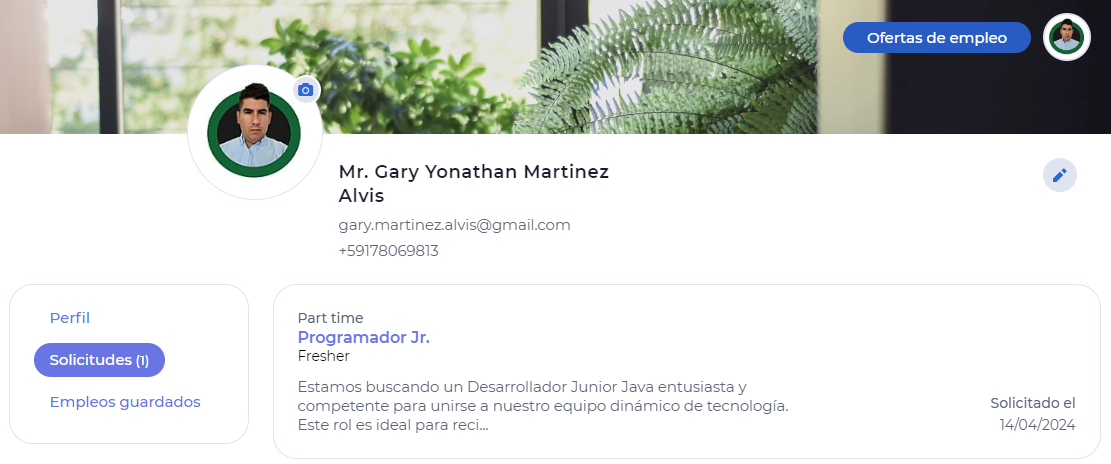 Ofertas de empleo
Mr. Gary Yonathan Martinez
Alvis
gary.martinez.alvis@gmail.com
+59178069813
Perfil
Solicitudes (1)
Empleos guardados
Part time
Programador Jr.
Fresher
Estamos buscando un Desarrollador Junior Java entusiasta y
competente para unirse a nuestro equipo dinámico de tecnología.
Este rol es ideal para reci...
Solicitado el
14/04/2024